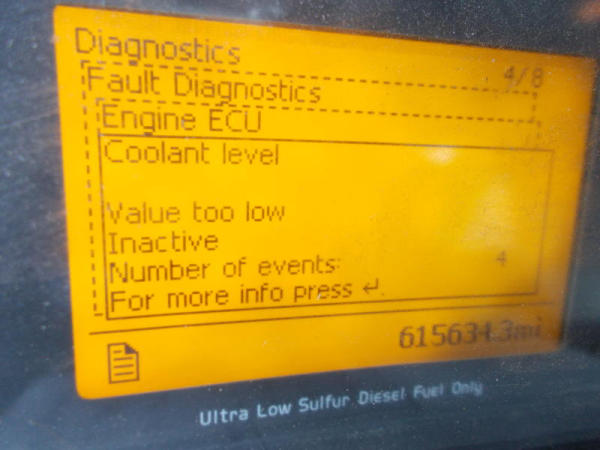 Diagnostics
4/8
Fault Diagnostics
Engine ECU
Coolant level
Value too low
Inactive
Number of events: 4
For more info press ↵.
615634.3mi
Ultra Low Sulfur Diesel Fuel Only